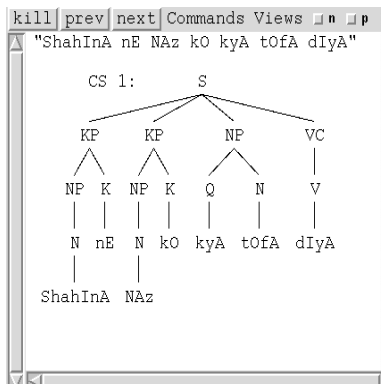 kill prev next Commands Views n p
"ShahInA nE NAz kO kyA tOfA dIyA"
CS 1: S
KP KP NP VC
NP K NP K Q N V
N nE N kO kyA tOfA dIyA
ShahInA NAz